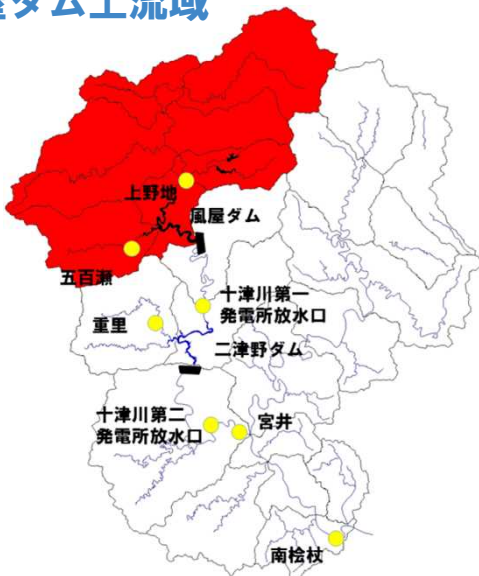 屋ダム上流域
上野地
風屋ダム
五百瀬
十津川第一
発電所放水口
重里
二津野ダム
十津川第二
発電所放水口
宮井
南桧杖